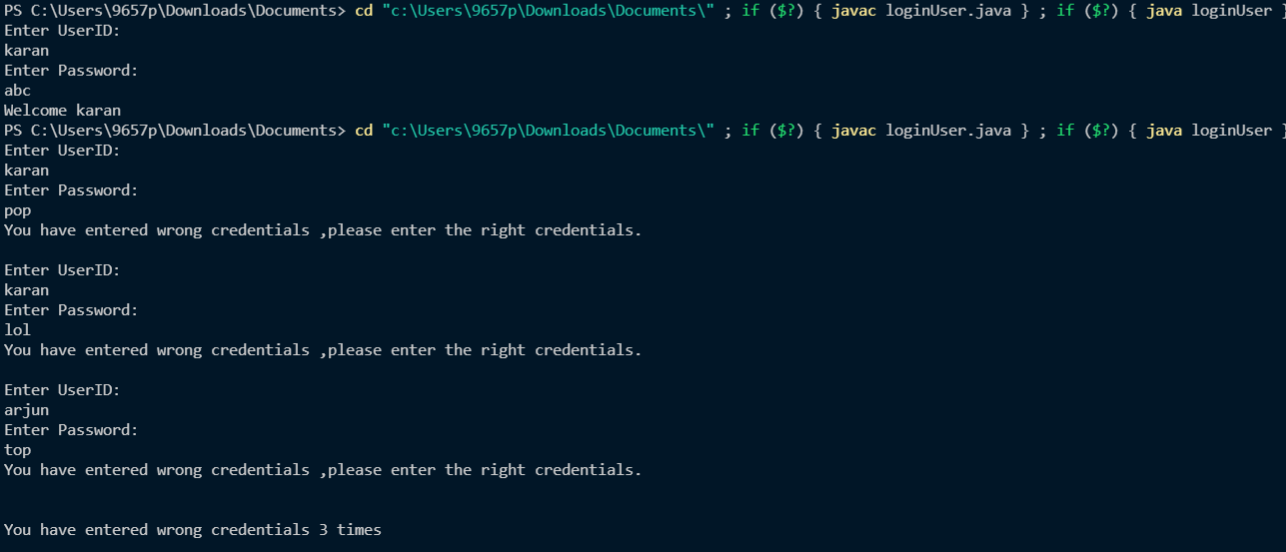 PS C:\Users\9657p\Downloads\Documents> cd "c:\Users\9657p\Downloads\Documents\" ; if ($?) { javac loginUser.java } ; if ($?) { java loginUser }
Enter UserID:
karan
Enter Password:
abc
Welcome karan
PS C:\Users\9657p\Downloads\Documents> cd "c:\Users\9657p\Downloads\Documents\" ; if ($?) { javac loginUser.java } ; if ($?) { java loginUser }
Enter UserID:
karan
Enter Password:
pop
You have entered wrong credentials ,please enter the right credentials.
Enter UserID:
karan
Enter Password:
lol
You have entered wrong credentials ,please enter the right credentials.
Enter UserID:
arjun
Enter Password:
top
You have entered wrong credentials ,please enter the right credentials.
You have entered wrong credentials 3 times